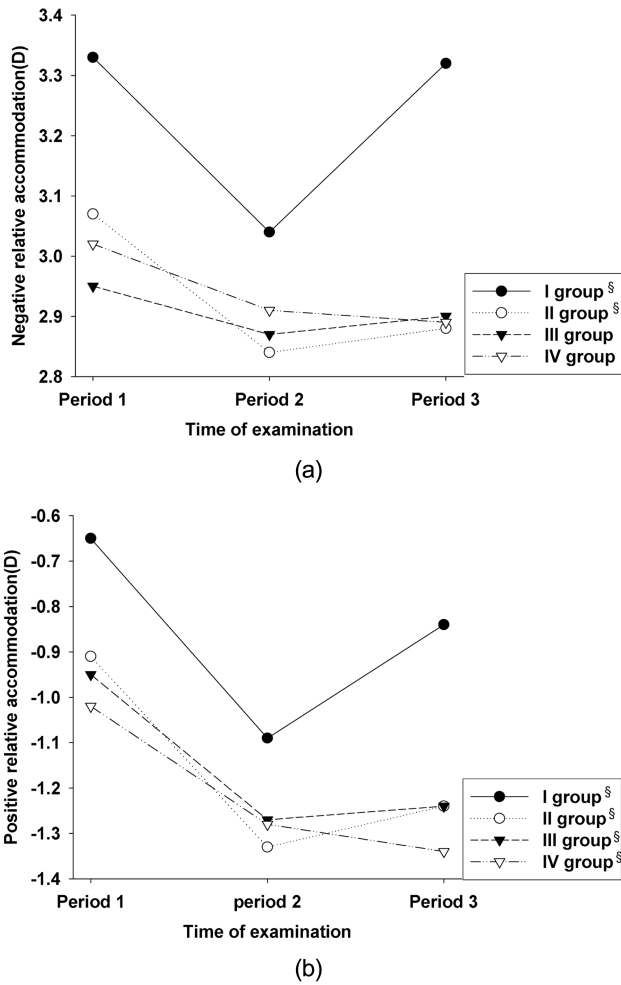 3.4
3.3
3.2
3.1
3.0
2.9
2.8
Negative relative accommodation(D)
Period 1 Period 2 Period 3
Time of examination
I group §
II group §
III group
IV group
(a)
-0.6
-0.7
-0.8
-0.9
-1.0
-1.1
-1.2
-1.3
-1.4
Positive relative accommodation(D)
Period 1 period 2 Period 3
Time of examination
I group §
II group §
III group §
IV group §
(b)